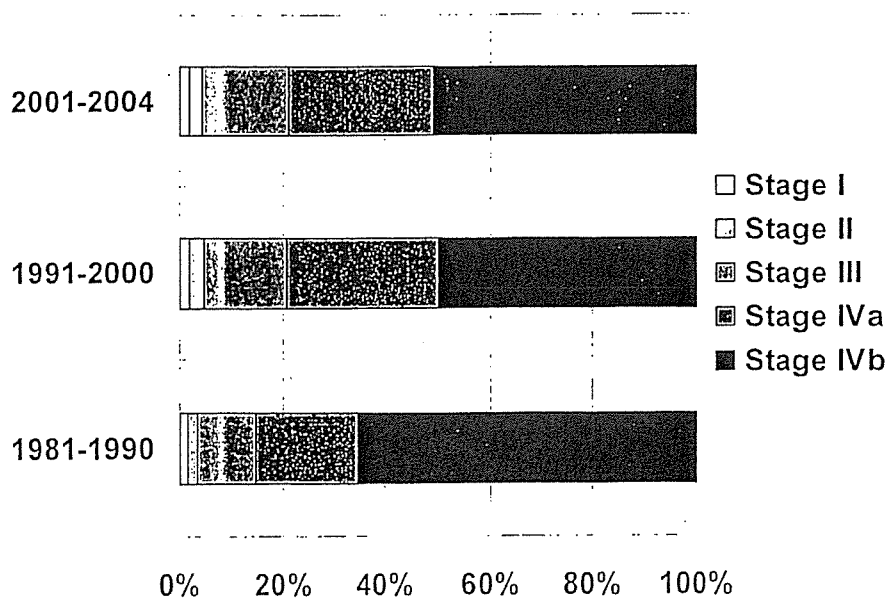 2001-2004
1991-2000
1981-1990
0% 20% 40% 60% 80% 100%
Stage I
Stage II
Stage III
Stage IVa
Stage IVb